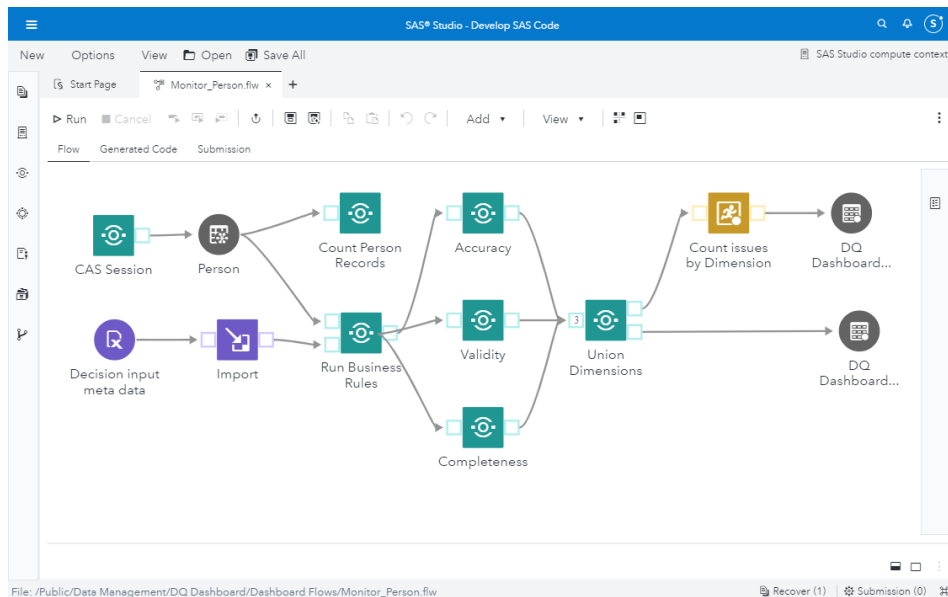 SAS® Studio - Develop SAS Code
S
New Options View Open Save All
SAS Studio compute context
Start Page Monitor_Person.flw × +
Run Cancel Add View
Flow Generated Code Submission
CAS Session
Person
Count Person
Records
Accuracy
Count issues
by Dimension
DQ
Dashboard...
Decision input
meta data
Import
Run Business
Rules
Validity
3
Union
Dimensions
DQ
Dashboard...
Completeness
File: /Public/Data Management/DQ Dashboard/Dashboard Flows/Monitor_Person.flw
Recover (1) Submission (0)